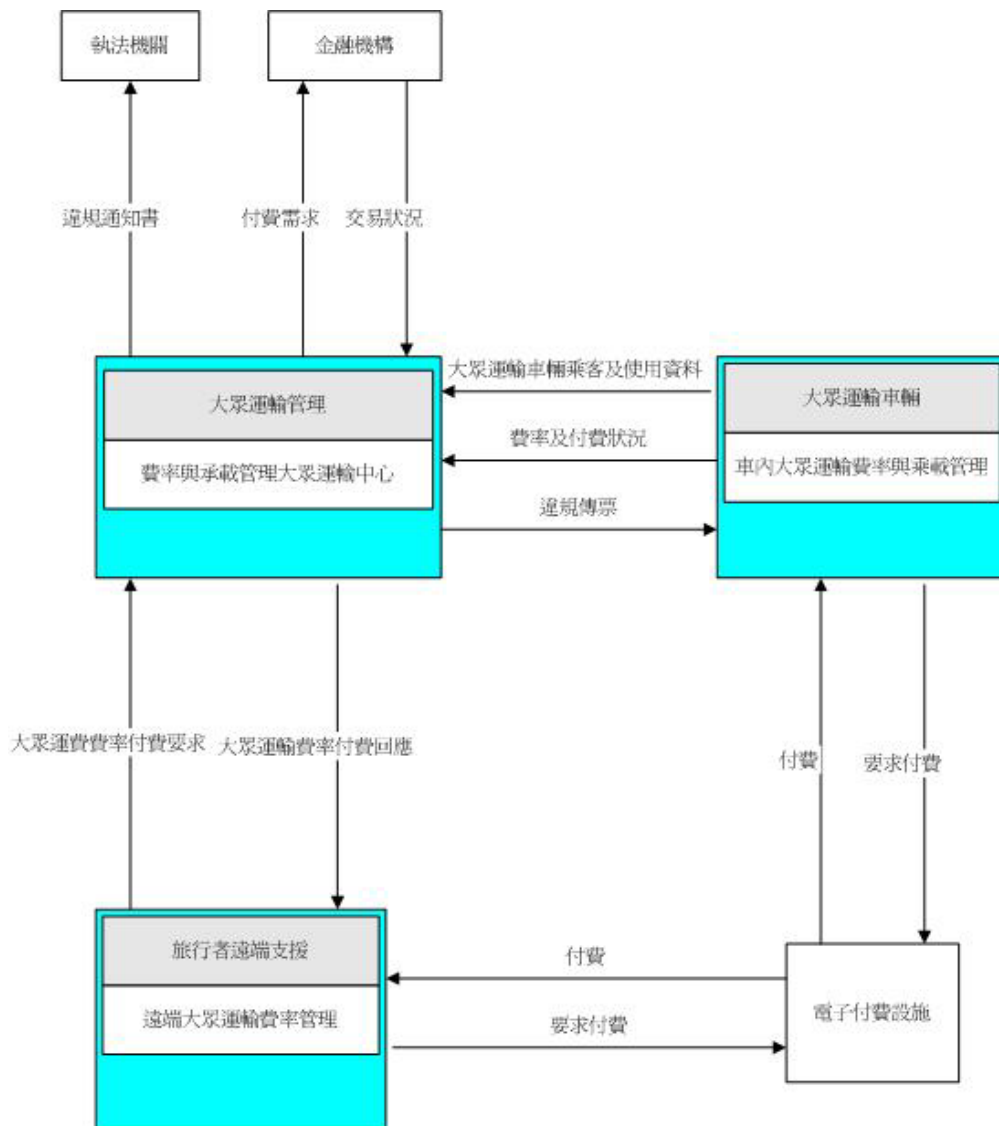 執法機關
金融機構
違規通知書
付費需求
交易狀況
大眾運輸管理
費率與承載管理大眾運輸中心
大眾運輸車輛乘客及使用資料
費率及付費狀況
違規傳票
大眾運輸車輛
車內大眾運輸費率與乘載管理
大眾運費費率付費要求
大眾運輸費率付費回應
付費
要求付費
旅行者遠端支援
遠端大眾運輸費率管理
付費
要求付費
電子付費設施